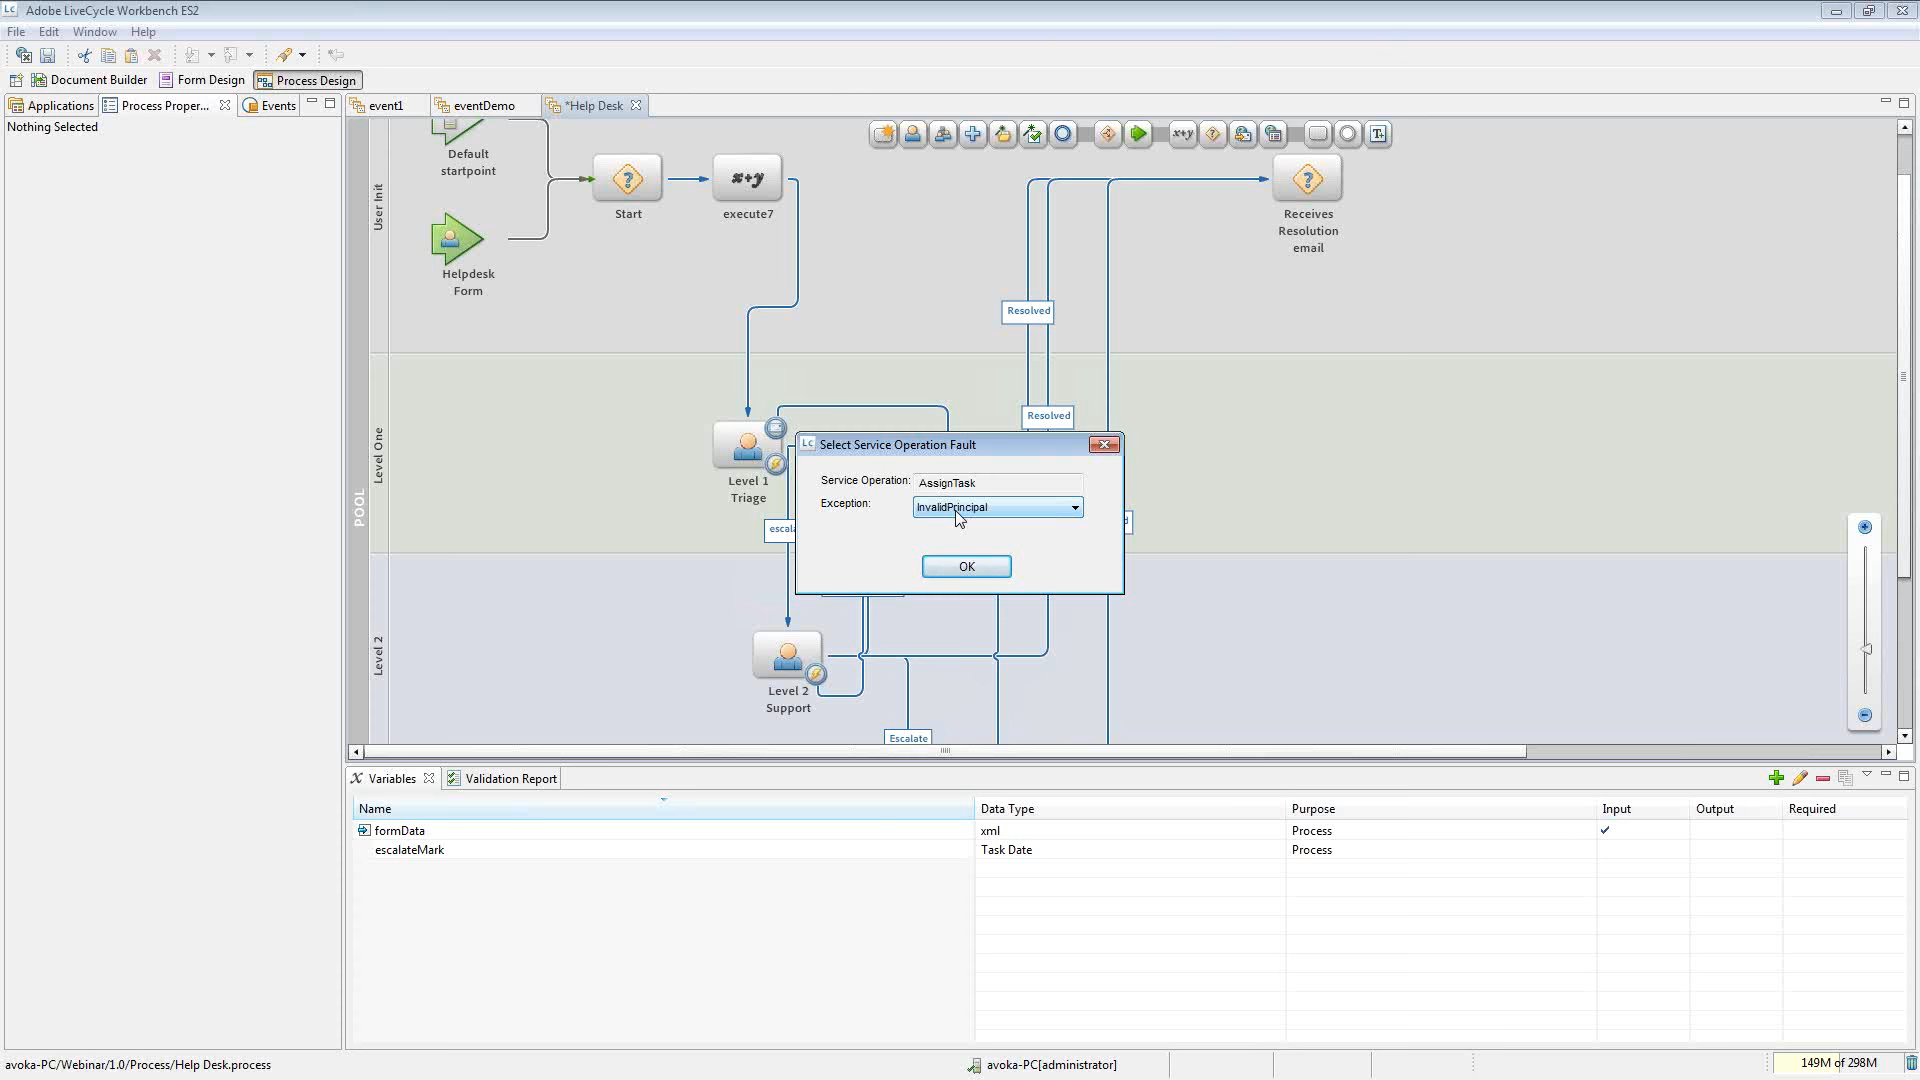 Adobe LiveCycle Workbench ES2
File Edit Window Help
Document Builder Form Design Process Design
Applications Process Proper... Events event1 eventDemo *Help Desk
Nothing Selected
User Init
Default
startpoint
Start
x+y
execute7
Helpdesk
Form
x+y
Receives
Resolution
email
Resolved
Resolved
POOL
Level One
Level 1
Triage
Select Service Operation Fault
Service Operation: AssignTask
Exception: InvalidPrincipal
OK
Level 2
Level 2
Support
Escalate
Variables Validation Report
Name Data Type Purpose Input Output Required
formData xml Process
escalateMark Task Date Process
avoka-PC/Webinar/1.0/Process/Help Desk.process
avoka-PC[administrator]
149M of 298M